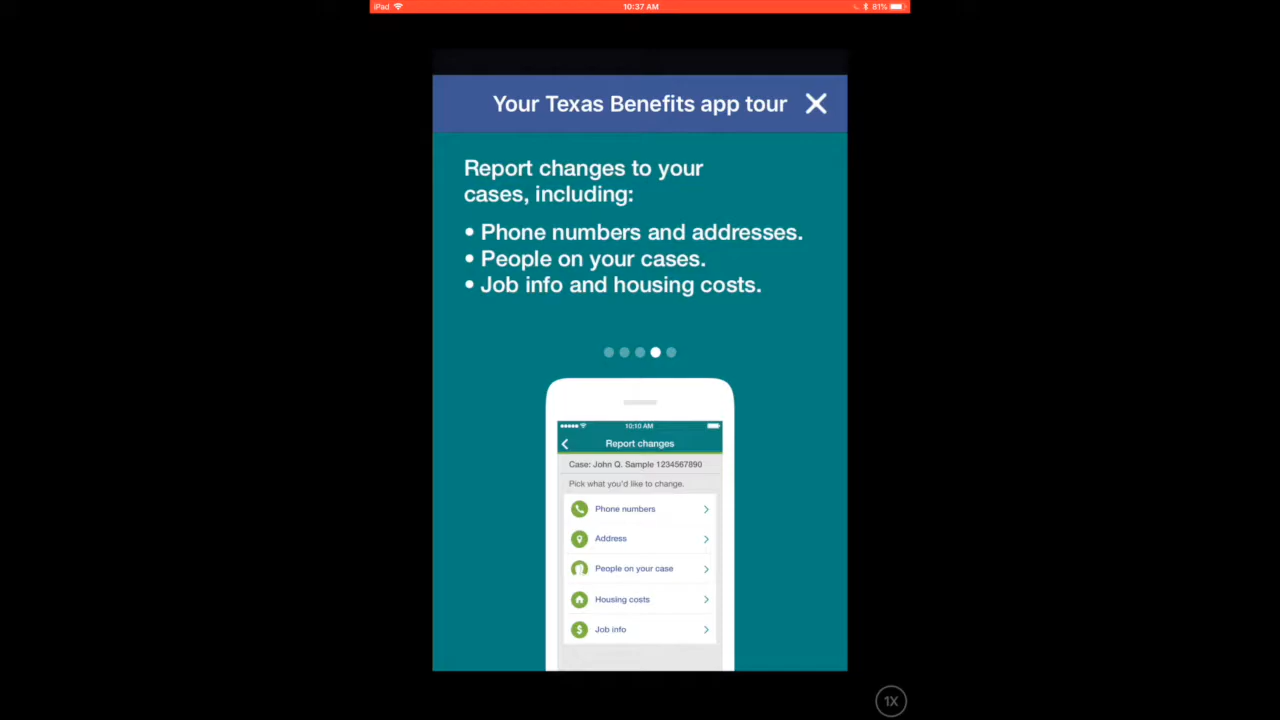 iPad 10:37 AM 81%
Your Texas Benefits app tour
Report changes to your
cases, including:
• Phone numbers and addresses.
• People on your cases.
• Job info and housing costs.
10:10 AM
Report changes
Case: John Q. Sample 1234567890
Pick what you'd like to change.
Phone numbers
Address
People on your case
Housing costs
$ Job info
1X